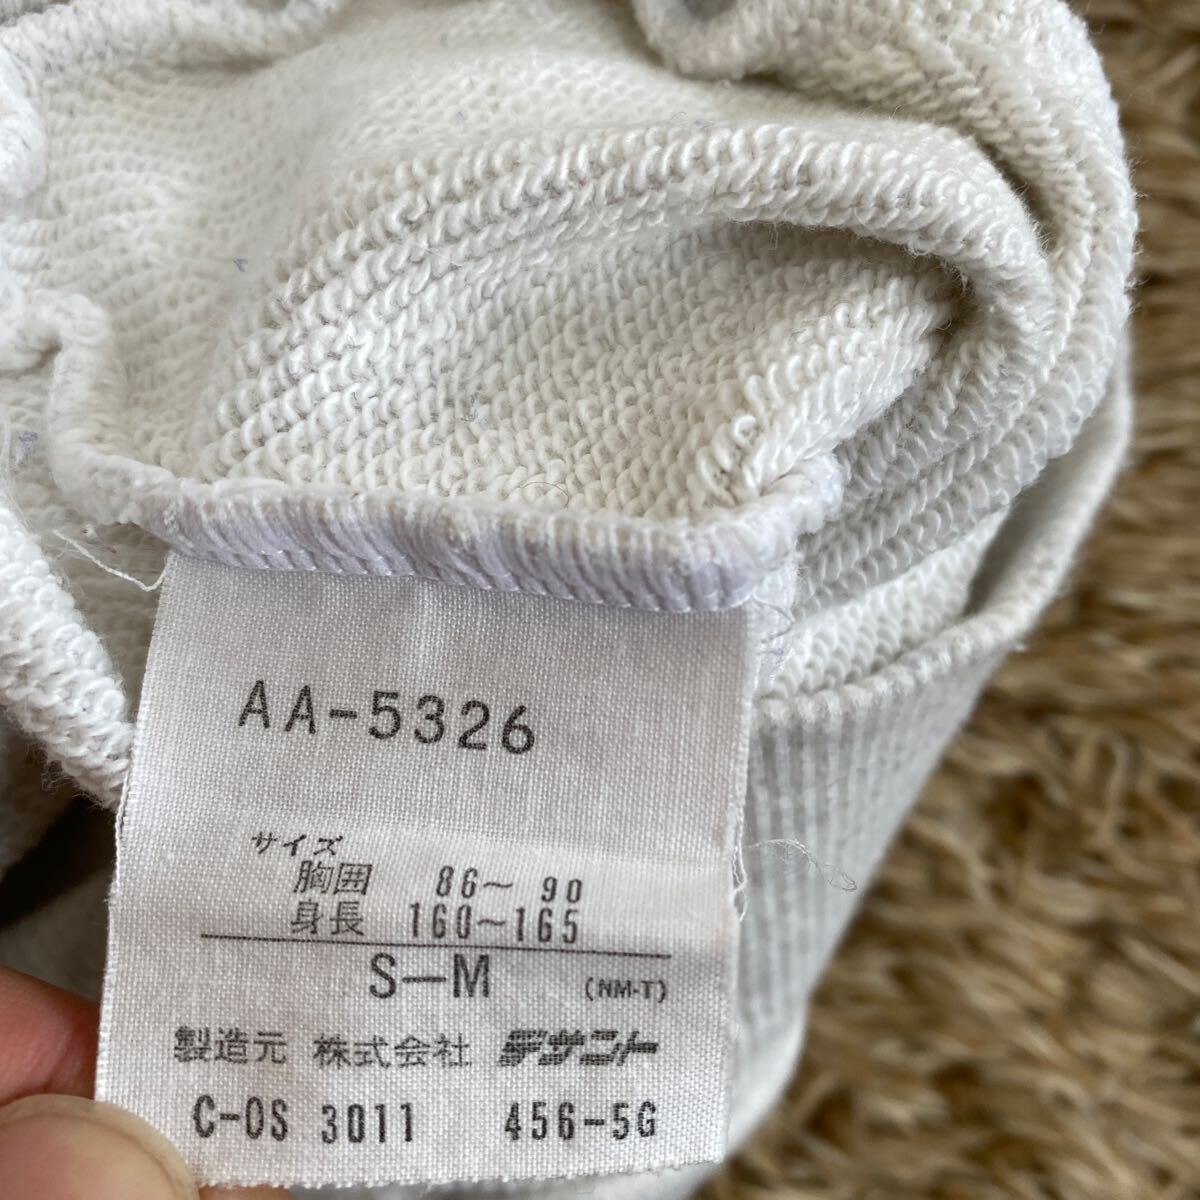 AA-5326
サイズ
胸囲 86～90
身長 160～165
S—M (NM-T)
製造元 株式会社 デサント
C-OS 3011 456-5G